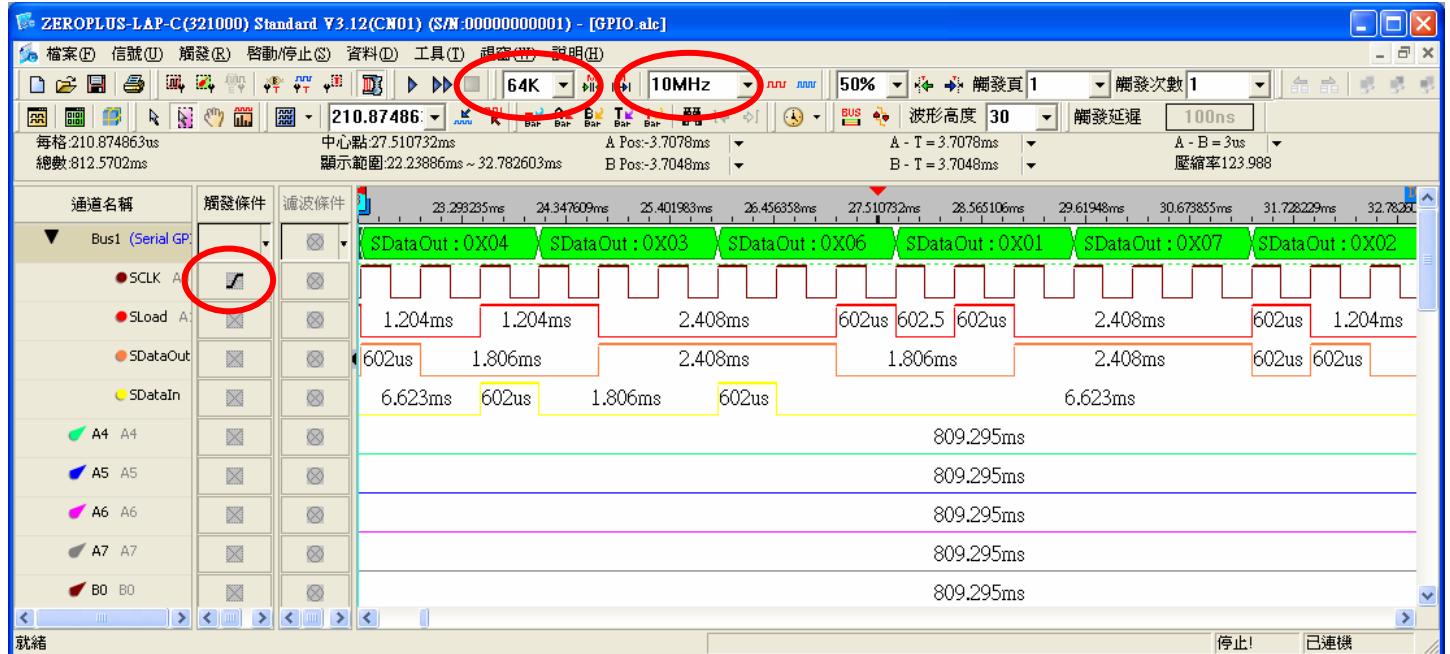 ZEROPLUS-LAP-C(321000) Standard V3.12(CN01) (S/N:00000000001) - [GPIO.alc]
檔案(F) 信號(U) 觸發(R) 啓動/停止(S) 資料(D) 工具(T) 視窗(W) 說明(H)
64K 10MHz 50% 觸發頁 1 觸發次數 1
210.87486 Bar Bar Bar Bar Bar BUS 波形高度 30 觸發延遲 100ns
每格:210.874863us 中心點:27.510732ms A Pos:-3.7078ms A - T = 3.7078ms A - B = 3us
總數:812.5702ms 顯示範圍:22.23886ms ~ 32.782603ms B Pos:-3.7048ms B - T = 3.7048ms 壓縮率123.988
通道名稱 觸發條件 濾波條件 23.293235ms 24.347609ms 25.401983ms 26.456358ms 27.510732ms 28.565106ms 29.61948ms 30.673855ms 31.728229ms
Bus1 (Serial GP SDataOut : 0X04 SDataOut : 0X03 SDataOut : 0X06 SDataOut : 0X01 SDataOut : 0X07 SDataOut : 0X02
SCLK A
SLoad A 1.204ms 1.204ms 2.408ms 602us 602.5 602us 2.408ms 602us 1.204ms
SDataOut 602us 1.806ms 2.408ms 1.806ms 2.408ms 602us 602us
SDataIn 6.623ms 602us 1.806ms 602us 6.623ms
A4 A4 809.295ms
A5 A5 809.295ms
A6 A6 809.295ms
A7 A7 809.295ms
B0 B0 809.295ms
就緒 停止! 已連機